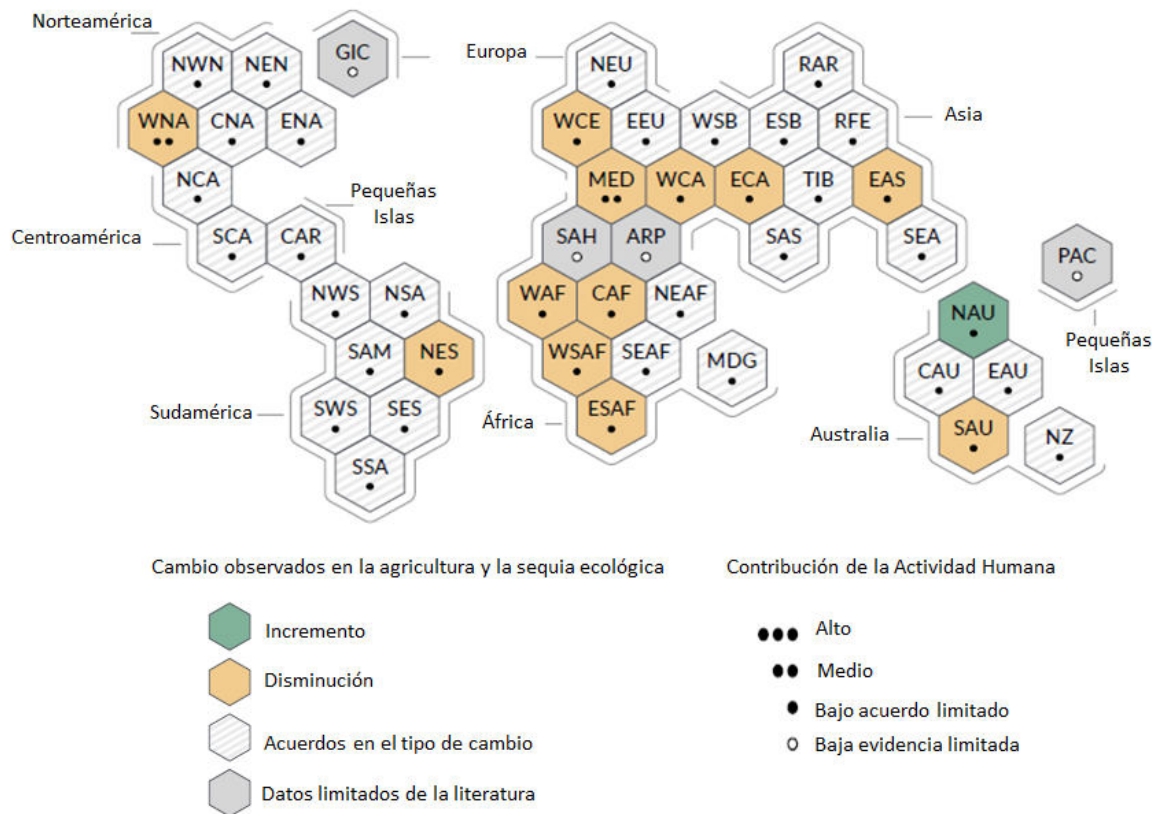 Norteamérica
GIC
Europa
NWN NEN
NEU
RAR
WNA CNA ENA
WCE EEU WSB ESB RFE
Asia
NCA
Pequeñas
Islas
MED WCA ECA TIB EAS
Centroamérica
SCA CAR
SAH ARP
SAS
SEA
PAC
NWS NSA
WAF CAF NEAF
NAU
Pequeñas
Islas
SAM NES
WSAF SEAF
MDG
CAU EAU
Sudamérica
SWS SES
África
ESAF
Australia
SAU
NZ
SSA
Cambio observados en la agricultura y la sequia ecológica
Incremento
Disminución
Acuerdos en el tipo de cambio
Datos limitados de la literatura
Contribución de la Actividad Humana
Alto
Medio
Bajo acuerdo limitado
Baja evidencia limitada